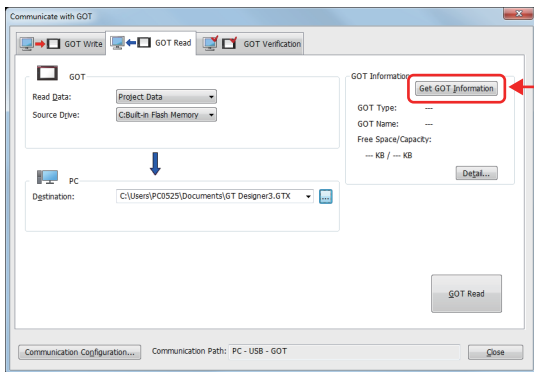 Communicate with GOT
GOT Write
GOT Read
GOT Verification
GOT
Read Data:
Project Data
Source Drive:
C:Built-in Flash Memory
PC
Destination:
C:\Users\PC0525\Documents\GT Designer3.GTX
...
GOT Information
Get GOT Information
GOT Type: ---
GOT Name: ---
Free Space/Capacity:
--- KB / --- KB
Detail...
GOT Read
Communication Configuration...
Communication Path: PC - USB - GOT
Close